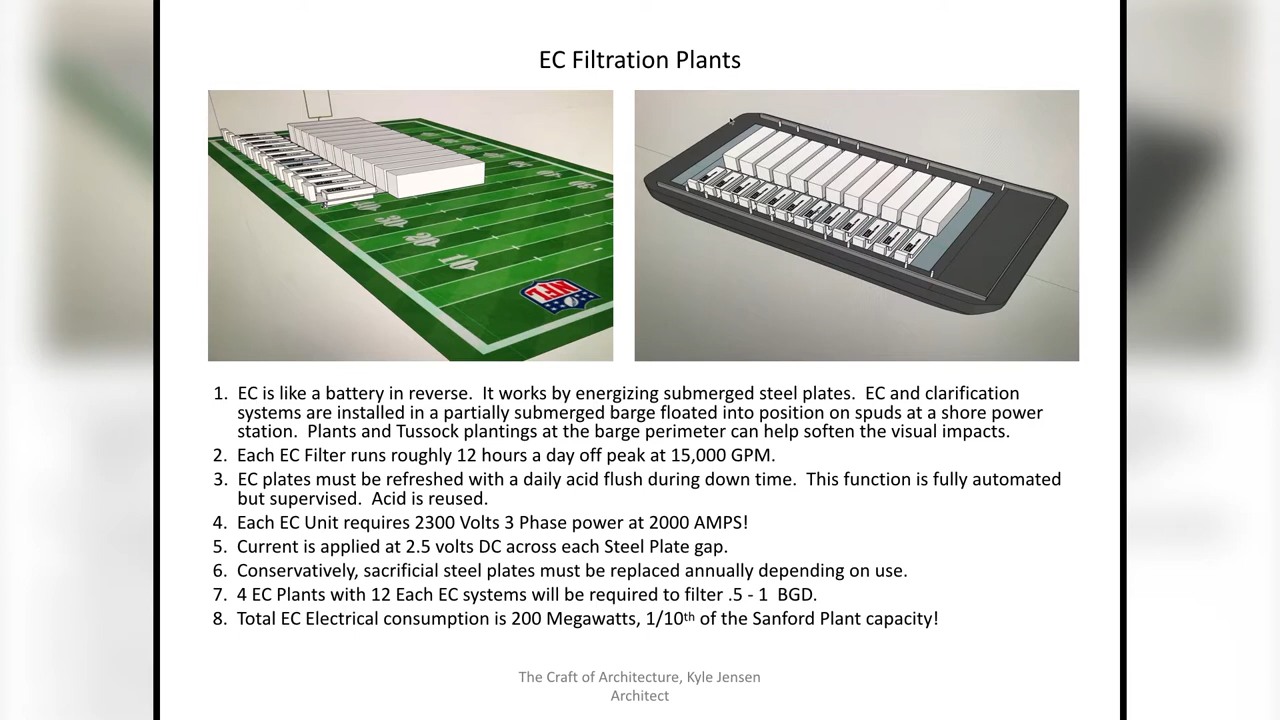 EC Filtration Plants
10
20
30
40
NFL
1. EC is like a battery in reverse. It works by energizing submerged steel plates. EC and clarification
systems are installed in a partially submerged barge floated into position on spuds at a shore power
station. Plants and Tussock plantings at the barge perimeter can help soften the visual impacts.
2. Each EC Filter runs roughly 12 hours a day off peak at 15,000 GPM.
3. EC plates must be refreshed with a daily acid flush during down time. This function is fully automated
but supervised. Acid is reused.
4. Each EC Unit requires 2300 Volts 3 Phase power at 2000 AMPS!
5. Current is applied at 2.5 volts DC across each Steel Plate gap.
6. Conservatively, sacrificial steel plates must be replaced annually depending on use.
7. 4 EC Plants with 12 Each EC systems will be required to filter .5 - 1 BGD.
8. Total EC Electrical consumption is 200 Megawatts, 1/10th of the Sanford Plant capacity!
The Craft of Architecture, Kyle Jensen
Architect